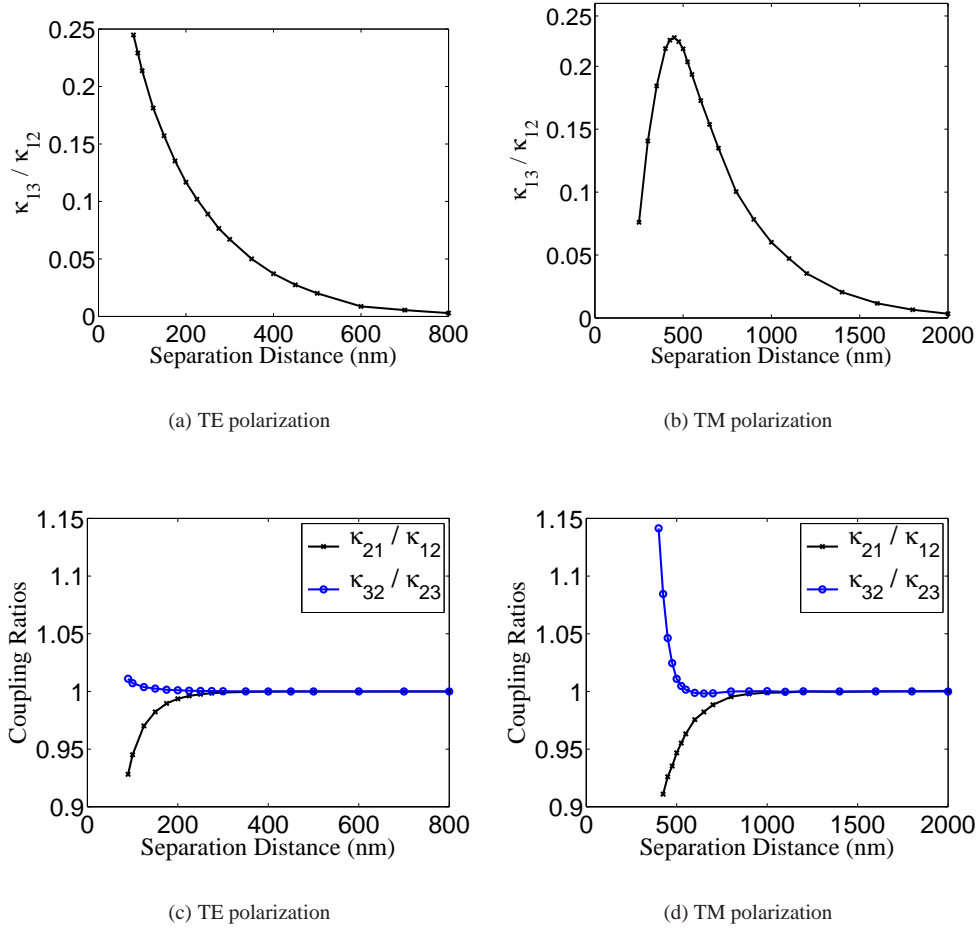 0.25
0.2
0.15
0.1
0.05
0
0 200 400 600 800
κ13 / κ12
Separation Distance (nm)
(a) TE polarization
0.25
0.2
0.15
0.1
0.05
0
0 500 1000 1500 2000
κ13 / κ12
Separation Distance (nm)
(b) TM polarization
1.15
1.1
1.05
1
0.95
0.9
0 200 400 600 800
Coupling Ratios
κ21 / κ12
κ32 / κ23
Separation Distance (nm)
(c) TE polarization
1.15
1.1
1.05
1
0.95
0.9
0 500 1000 1500 2000
Coupling Ratios
κ21 / κ12
κ32 / κ23
Separation Distance (nm)
(d) TM polarization